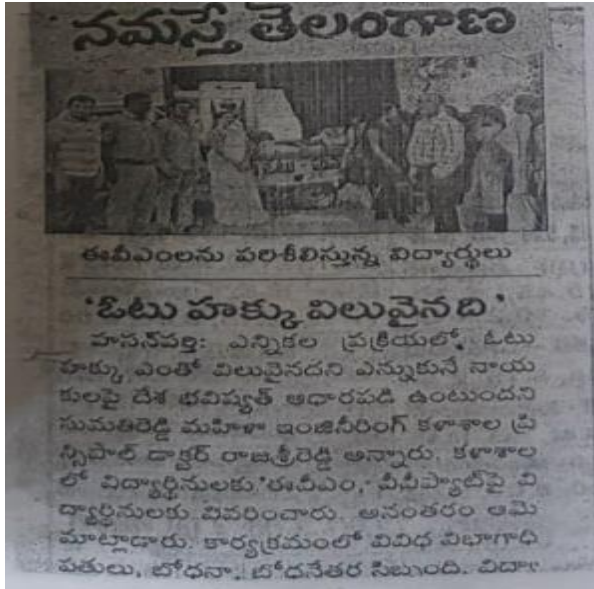 నమస్తే తెలంగాణ
ఈవీఎంలను పరిశీలిస్తున్న విద్యార్థులు
'ఓటు హక్కు విలువైనది'
హసన్‌పర్తి: ఎన్నికల ప్రక్రియలో, ఓటు
హక్కు ఎంతో విలువైనదని ఎన్నుకునే నాయ
కులపై దేశ భవిష్యత్ ఆధారపడి ఉంటుందని
సుమతిరెడ్డి మహిళా ఇంజినీరింగ్ కళాశాల ప్రి
న్సిపాల్ డాక్టర్ రాజశ్రీరెడ్డి అన్నారు. కళాశాల
లో విద్యార్థినులకు 'ఈవీఎం, వీవీప్యాట్‌పై వి
ద్యార్థినులకు వివరించారు. అనంతరం ఆమె
మాట్లాడారు. కార్యక్రమంలో వివిధ విభాగాధి
పతులు, బోధనా, బోధనేతర సిబ్బంది, విద్యా